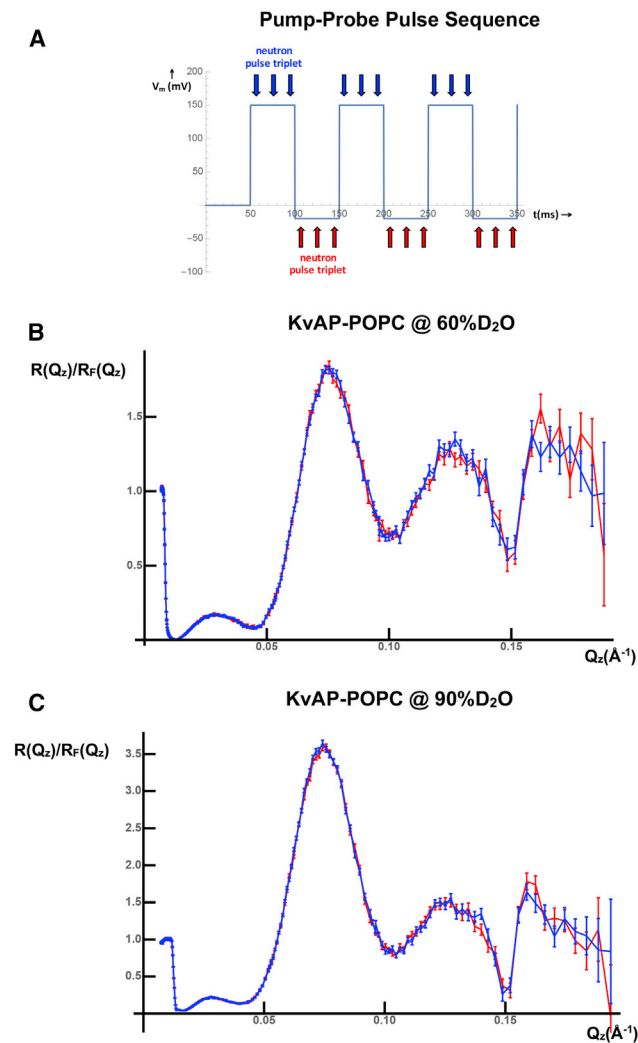 Pump-Probe Pulse Sequence
A
neutron
pulse triplet
Vm (mV)
200
150
100
50
50 100 150 200 250 300 350 t(ms) →
−50
−100
neutron
pulse triplet
B
KvAP-POPC @ 60%D₂O
R(Qz)/RF(Qz)
1.5
1.0
0.5
0.05 0.10 0.15
Qz(Å⁻¹)
C
KvAP-POPC @ 90%D₂O
R(Qz)/RF(Qz)
3.5
3.0
2.5
2.0
1.5
1.0
0.5
0.05 0.10 0.15
Qz(Å⁻¹)